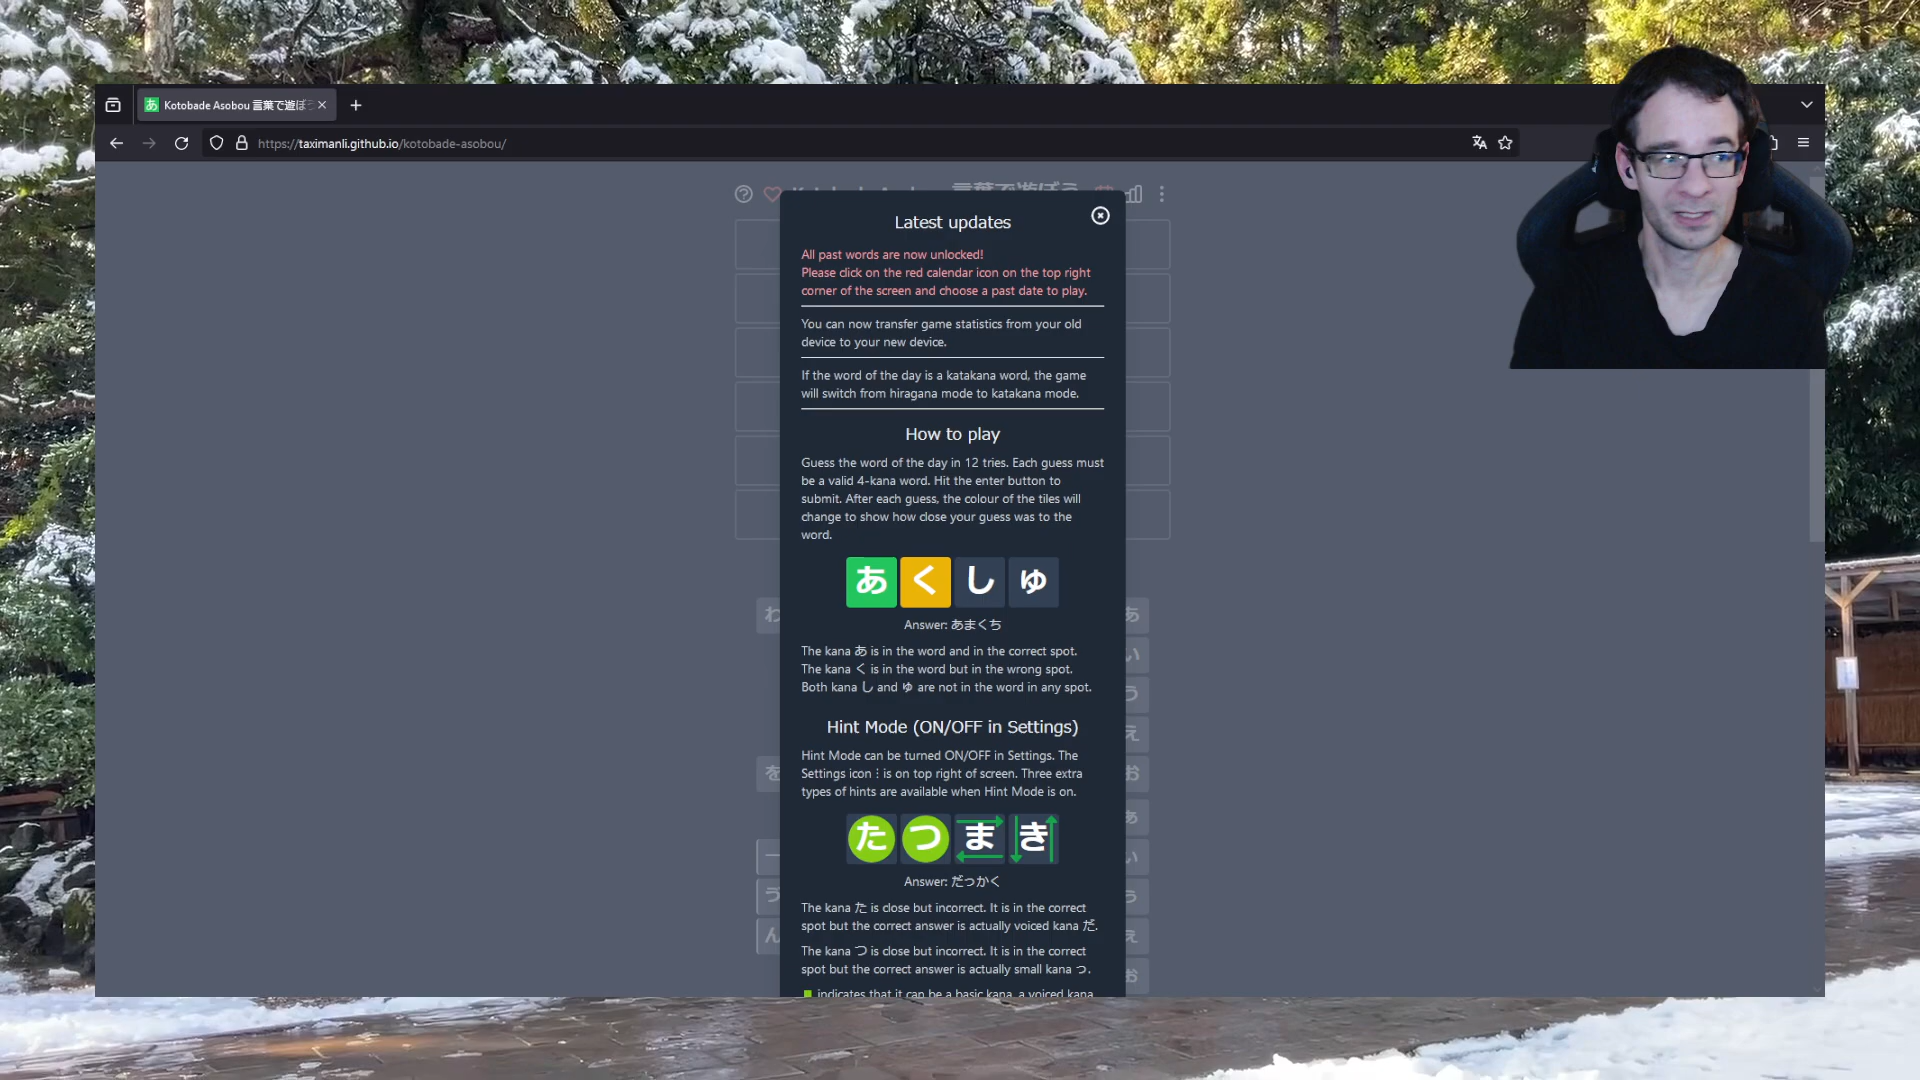 Kotobade Asobou 言葉で遊ぼう
https://taximanli.github.io/kotobade-asobou/
Latest updates
All past words are now unlocked!
Please click on the red calendar icon on the top right
corner of the screen and choose a past date to play.
You can now transfer game statistics from your old
device to your new device.
If the word of the day is a katakana word, the game
will switch from hiragana mode to katakana mode.
How to play
Guess the word of the day in 12 tries. Each guess must
be a valid 4-kana word. Hit the enter button to
submit. After each guess, the colour of the tiles will
change to show how close your guess was to the
word.
あ く し ゅ
Answer: あまくち
The kana あ is in the word and in the correct spot.
The kana く is in the word but in the wrong spot.
Both kana し and ゅ are not in the word in any spot.
Hint Mode (ON/OFF in Settings)
Hint Mode can be turned ON/OFF in Settings. The
Settings icon ⋮ is on top right of screen. Three extra
types of hints are available when Hint Mode is on.
た つ ま き
Answer: だっかく
The kana た is close but incorrect. It is in the correct
spot but the correct answer is actually voiced kana だ.
The kana つ is close but incorrect. It is in the correct
spot but the correct answer is actually small kana っ.
indicates that it can be a basic kana, a voiced kana